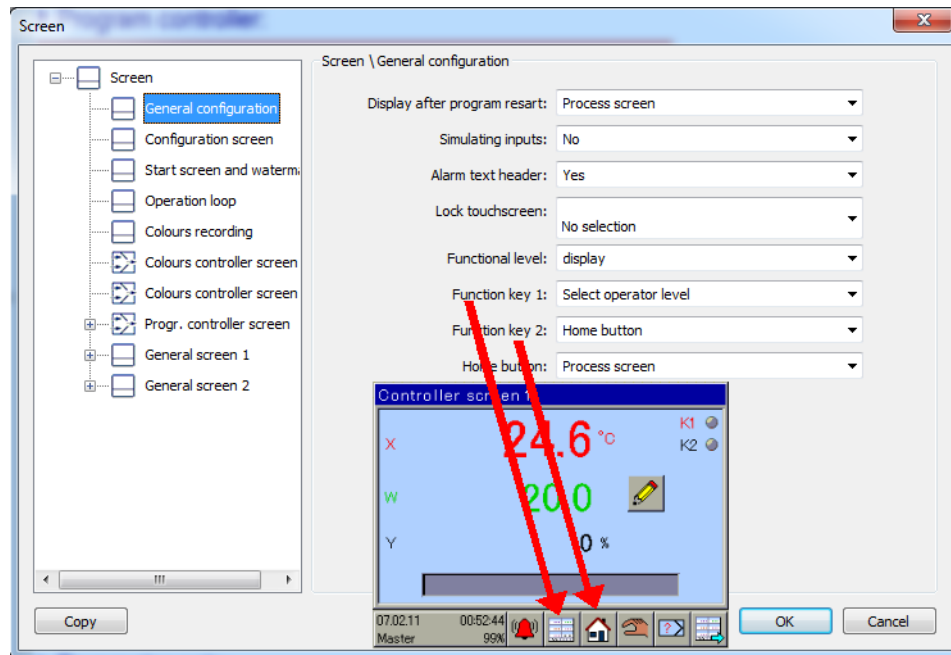 Program controller:
Screen
Screen
General configuration
Configuration screen
Start screen and waterm
Operation loop
Colours recording
Colours controller screen
Colours controller screen
Progr. controller screen
General screen 1
General screen 2
Screen \ General configuration
Display after program resart: Process screen
Simulating inputs: No
Alarm text header: Yes
Lock touchscreen: No selection
Functional level: display
Function key 1: Select operator level
Function key 2: Home button
Home button: Process screen
Controller screen 1
X 24.6 °C K1
K2
W 20.0
Y 0 %
07.02.11 00:52:44
Master 99%
Copy
OK
Cancel